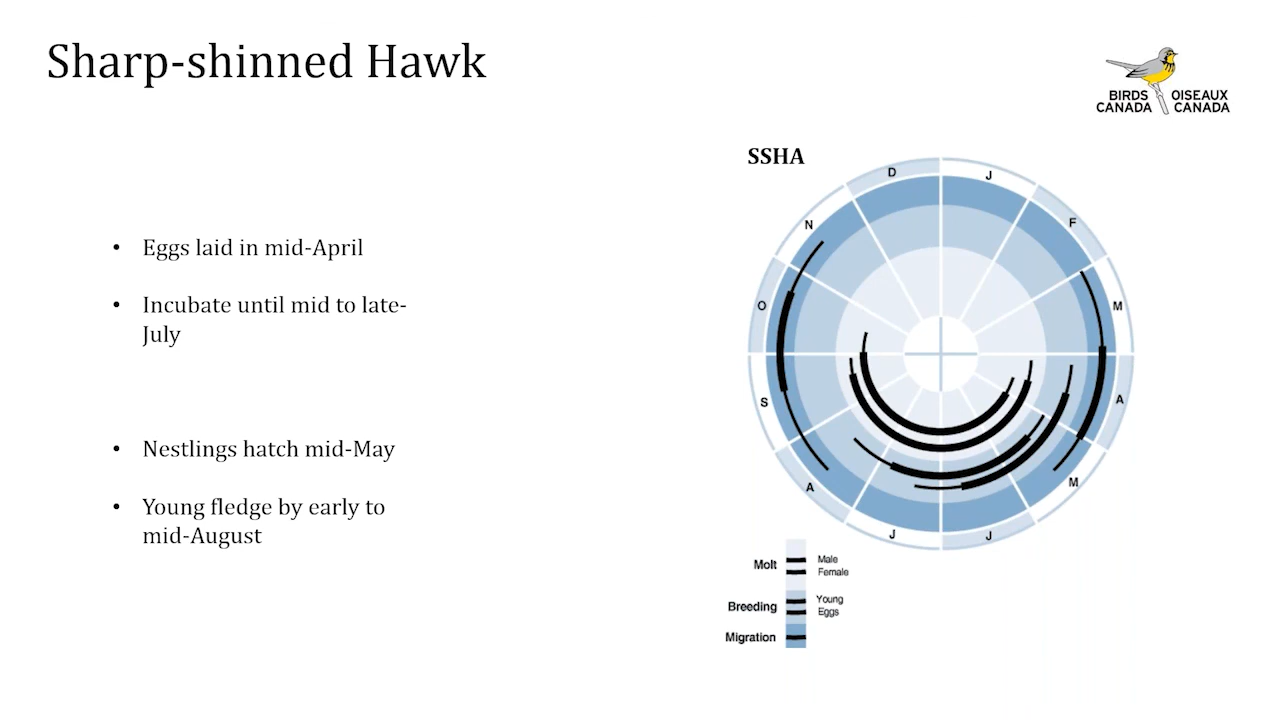 Sharp-shinned Hawk
BIRDS CANADA
OISEAUX CANADA
• Eggs laid in mid-April
• Incubate until mid to late-
July
• Nestlings hatch mid-May
• Young fledge by early to
mid-August
SSHA
J
F
M
A
M
J
J
A
S
O
N
D
Molt
Male
Female
Breeding
Young
Eggs
Migration